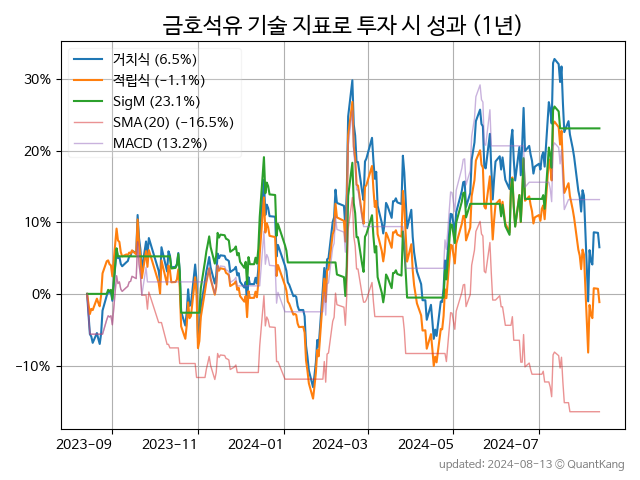 금호석유 기술 지표로 투자 시 성과 (1년)
거치식 (6.5%)
적립식 (−1.1%)
SigM (23.1%)
SMA(20) (−16.5%)
MACD (13.2%)
30%
20%
10%
0%
−10%
2023-09
2023-11
2024-01
2024-03
2024-05
2024-07
updated: 2024-08-13 ⓒ QuantKang